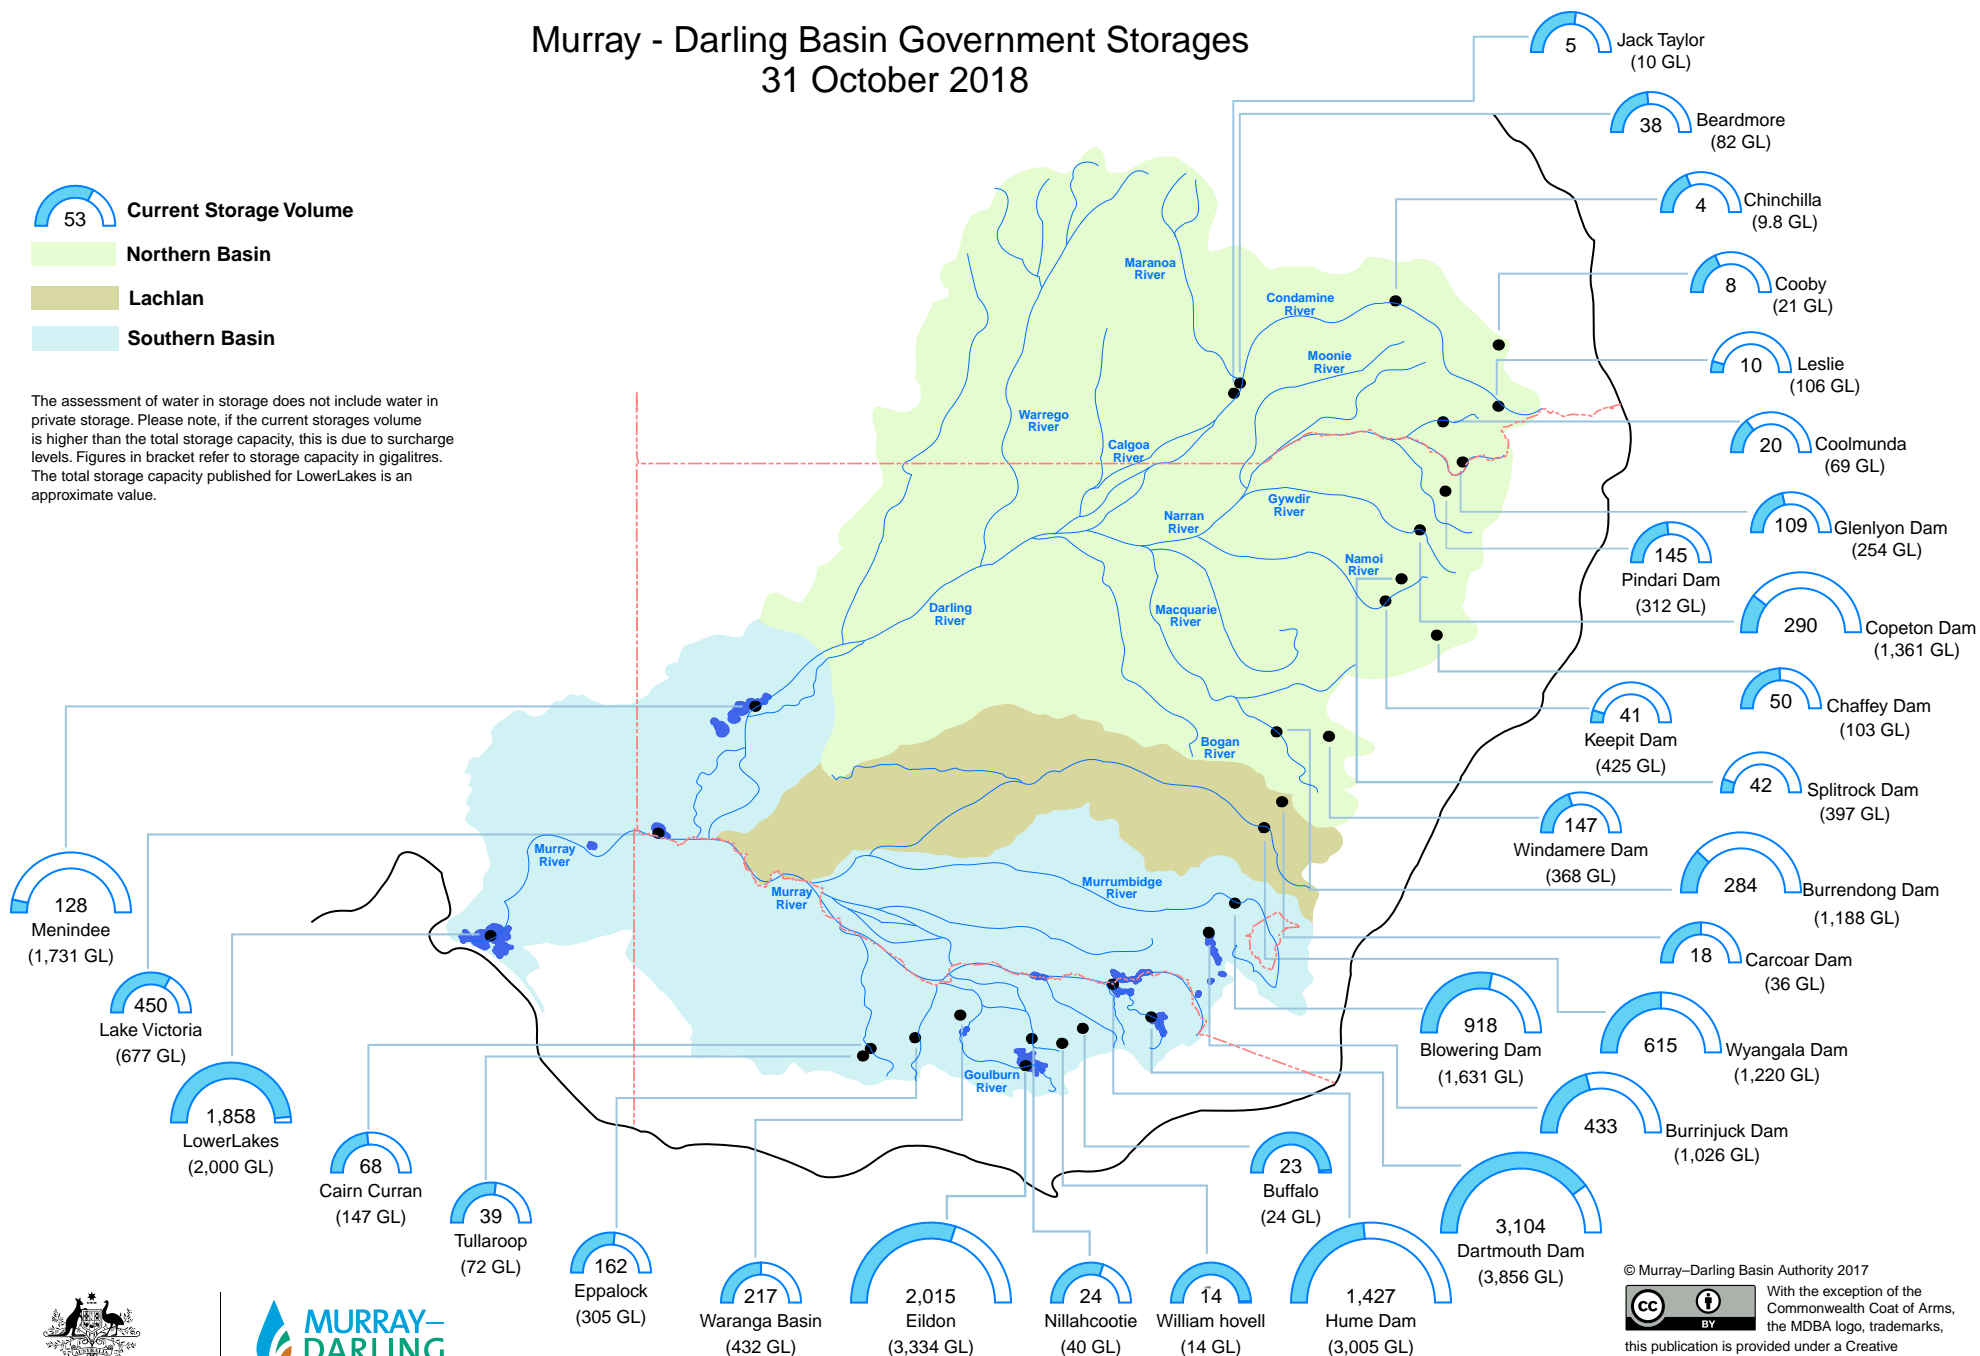 Murray - Darling Basin Government Storages
31 October 2018
53
Current Storage Volume
Northern Basin
Lachlan
Southern Basin
The assessment of water in storage does not include water in
private storage. Please note, if the current storages volume
is higher than the total storage capacity, this is due to surcharge
levels. Figures in bracket refer to storage capacity in gigalitres.
The total storage capacity published for LowerLakes is an
approximate value.
5
Jack Taylor
(10 GL)
38
Beardmore
(82 GL)
4
Chinchilla
(9.8 GL)
8
Cooby
(21 GL)
10
Leslie
(106 GL)
20
Coolmunda
(69 GL)
109
Glenlyon Dam
(254 GL)
145
Pindari Dam
(312 GL)
290
Copeton Dam
(1,361 GL)
50
Chaffey Dam
(103 GL)
41
Keepit Dam
(425 GL)
42
Splitrock Dam
(397 GL)
147
Windamere Dam
(368 GL)
284
Burrendong Dam
(1,188 GL)
18
Carcoar Dam
(36 GL)
918
Blowering Dam
(1,631 GL)
615
Wyangala Dam
(1,220 GL)
433
Burrinjuck Dam
(1,026 GL)
3,104
Dartmouth Dam
(3,856 GL)
Maranoa
River
Condamine
River
Moonie
River
Warrego
River
Calgoa
River
Gywdir
River
Narran
River
Namoi
River
Darling
River
Macquarie
River
Bogan
River
Murray
River
Murray
River
Murrumbidge
River
Goulburn
River
128
Menindee
(1,731 GL)
450
Lake Victoria
(677 GL)
1,858
LowerLakes
(2,000 GL)
68
Cairn Curran
(147 GL)
39
Tullaroop
(72 GL)
162
Eppalock
(305 GL)
217
Waranga Basin
(432 GL)
2,015
Eildon
(3,334 GL)
24
Nillahcootie
(40 GL)
14
William hovell
(14 GL)
23
Buffalo
(24 GL)
1,427
Hume Dam
(3,005 GL)
MURRAY–
DARLING
AUSTRALIA
© Murray–Darling Basin Authority 2017
cc
BY
With the exception of the
Commonwealth Coat of Arms,
the MDBA logo, trademarks,
this publication is provided under a Creative